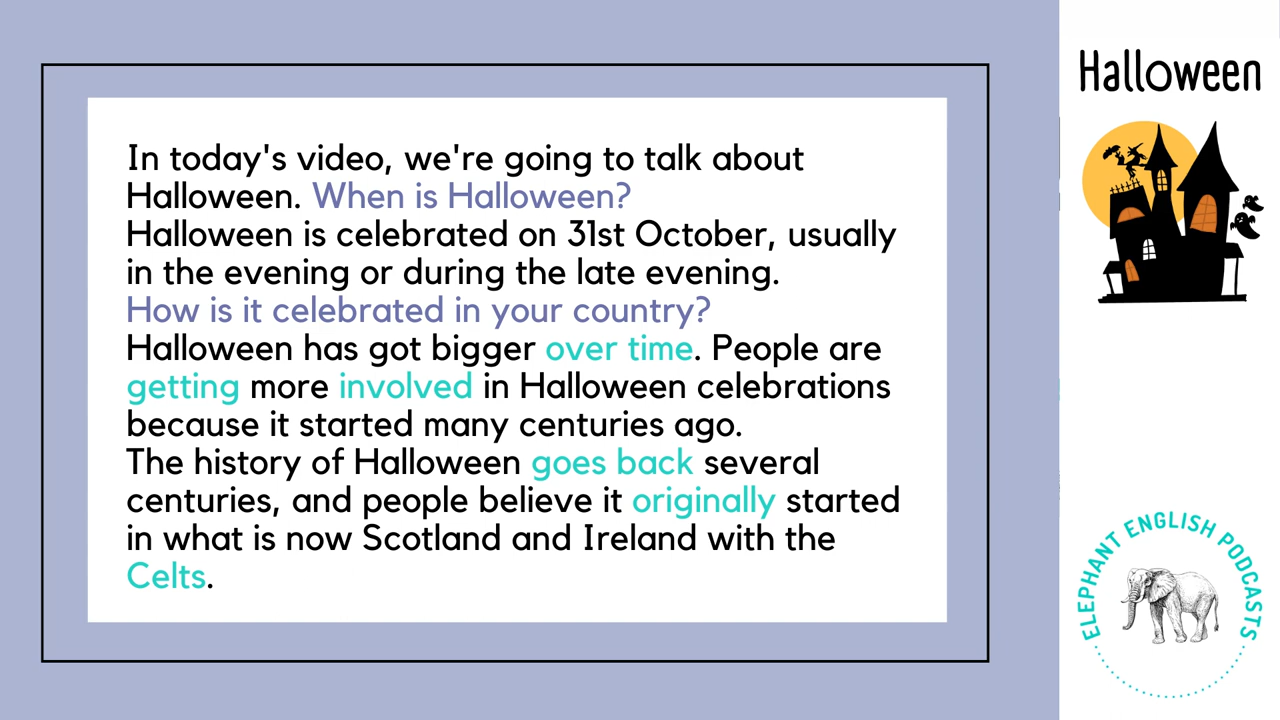 In today's video, we're going to talk about
Halloween. When is Halloween?
Halloween is celebrated on 31st October, usually
in the evening or during the late evening.
How is it celebrated in your country?
Halloween has got bigger over time. People are
getting more involved in Halloween celebrations
because it started many centuries ago.
The history of Halloween goes back several
centuries, and people believe it originally started
in what is now Scotland and Ireland with the
Celts.
Halloween
ELEPHANT ENGLISH PODCASTS